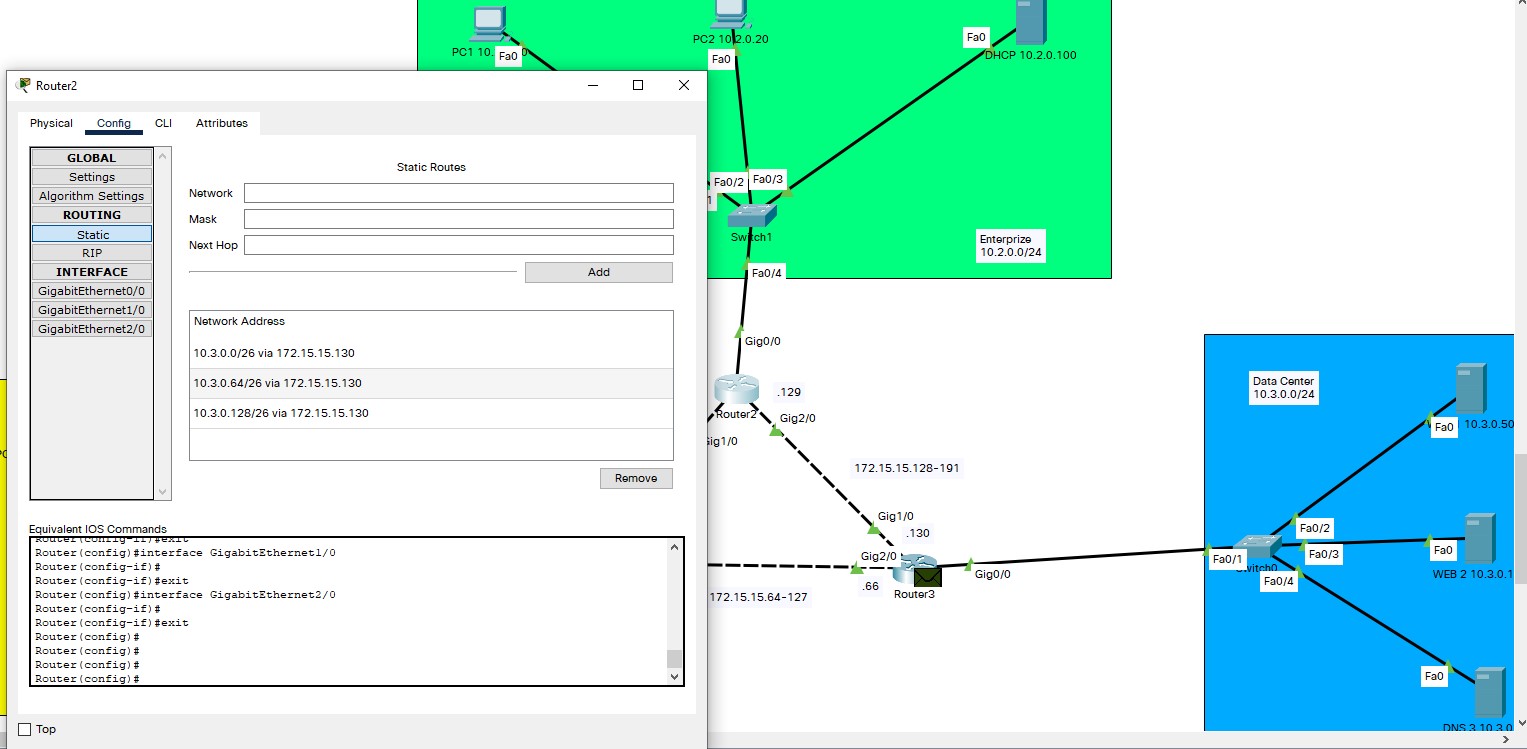 Router2
Physical
Config
CLI
Attributes
GLOBAL
Settings
Algorithm Settings
ROUTING
Static
RIP
INTERFACE
GigabitEthernet0/0
GigabitEthernet1/0
GigabitEthernet2/0
Static Routes
Network
Mask
Next Hop
Add
Network Address
10.3.0.0/26 via 172.15.15.130
10.3.0.64/26 via 172.15.15.130
10.3.0.128/26 via 172.15.15.130
Remove
Equivalent IOS Commands
Router(config-if)#exit
Router(config)#interface GigabitEthernet1/0
Router(config-if)#
Router(config-if)#exit
Router(config)#interface GigabitEthernet2/0
Router(config-if)#
Router(config-if)#exit
Router(config)#
Router(config)#
Router(config)#
Router(config)#
Top
PC1 10.
Fa0
PC2 10.2.0.20
Fa0
Fa0
DHCP 10.2.0.100
Fa0/2
Fa0/3
1
Switch1
Enterprize
10.2.0.0/24
Fa0/4
Gig0/0
Router2
.129
Gig2/0
Gig1/0
172.15.15.128-191
Gig1/0
.130
Gig2/0
.66
Router3
Gig0/0
172.15.15.64-127
Data Center
10.3.0.0/24
Fa0
10.3.0.50
Fa0/2
Fa0/1
Fa0/3
Fa0
Switch0
Fa0/4
WEB 2 10.3.0.1
Fa0
DNS 3 10.3.0